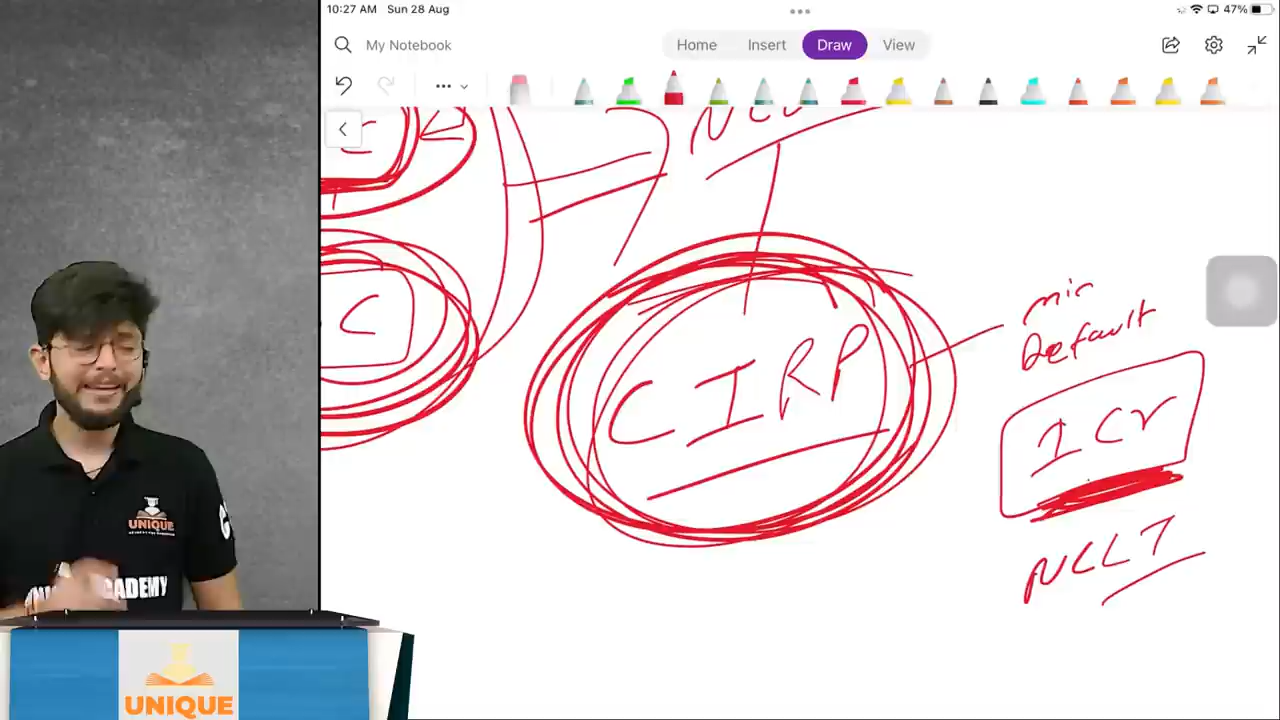 10:27 AM Sun 28 Aug
47%
My Notebook
Home Insert Draw View
C
CIRP
min
Default
1 Cr
NCLT
UNIQUE
ACADEMY
UNIQUE